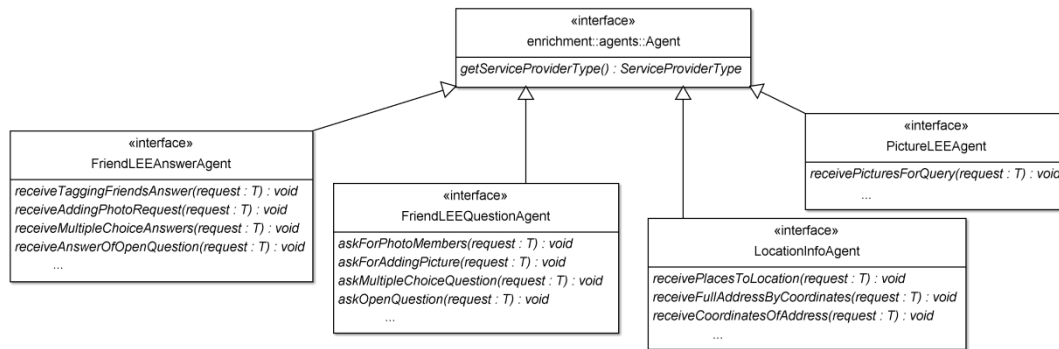 «interface»
enrichment::agents::Agent
getServiceProviderType() : ServiceProviderType
«interface»
FriendLEEAnswerAgent
receiveTaggingFriendsAnswer(request : T) : void
receiveAddingPhotoRequest(request : T) : void
receiveMultipleChoiceAnswers(request : T) : void
receiveAnswerOfOpenQuestion(request : T) : void
...
«interface»
FriendLEEQuestionAgent
askForPhotoMembers(request : T) : void
askForAddingPicture(request : T) : void
askMultipleChoiceQuestion(request : T) : void
askOpenQuestion(request : T) : void
...
«interface»
LocationInfoAgent
receivePlacesToLocation(request : T) : void
receiveFullAddressByCoordinates(request : T) : void
receiveCoordinatesOfAddress(request : T) : void
...
«interface»
PictureLEEAgent
receivePicturesForQuery(request : T) : void
...